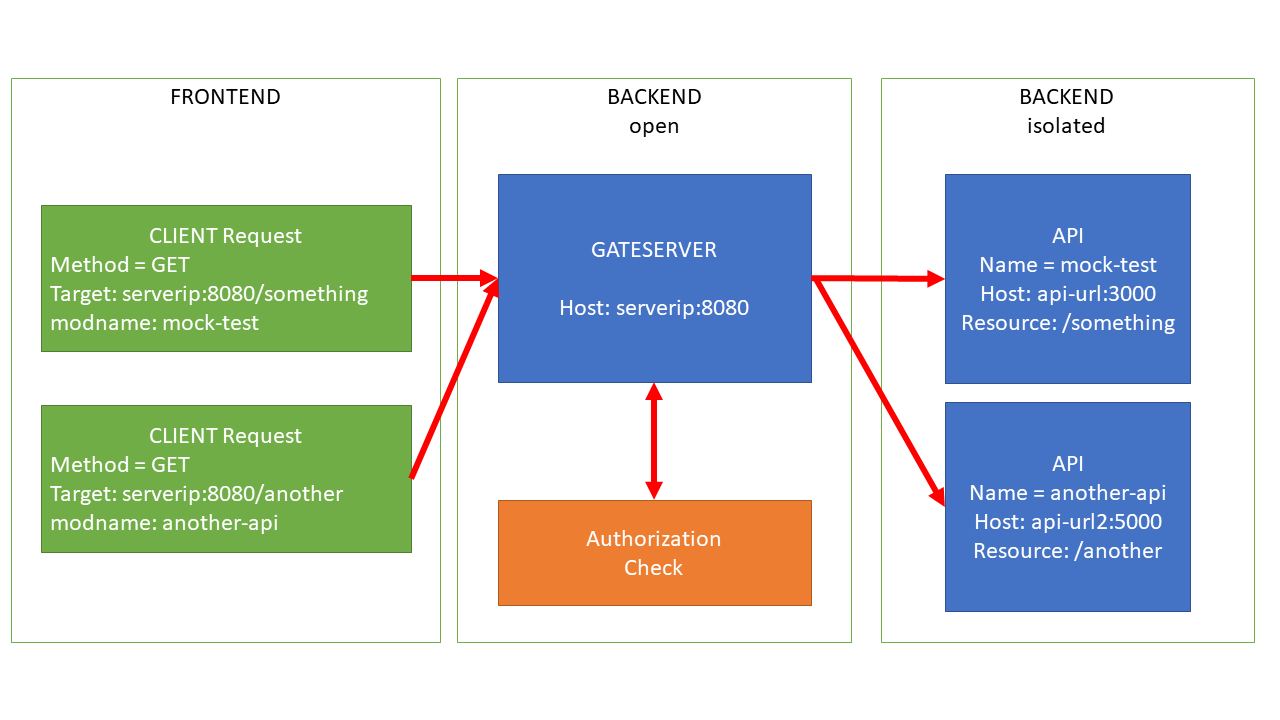 FRONTEND
CLIENT Request
Method = GET
Target: serverip:8080/something
modname: mock-test
CLIENT Request
Method = GET
Target: serverip:8080/another
modname: another-api
BACKEND
open
GATESERVER
Host: serverip:8080
Authorization
Check
BACKEND
isolated
API
Name = mock-test
Host: api-url:3000
Resource: /something
API
Name = another-api
Host: api-url2:5000
Resource: /another